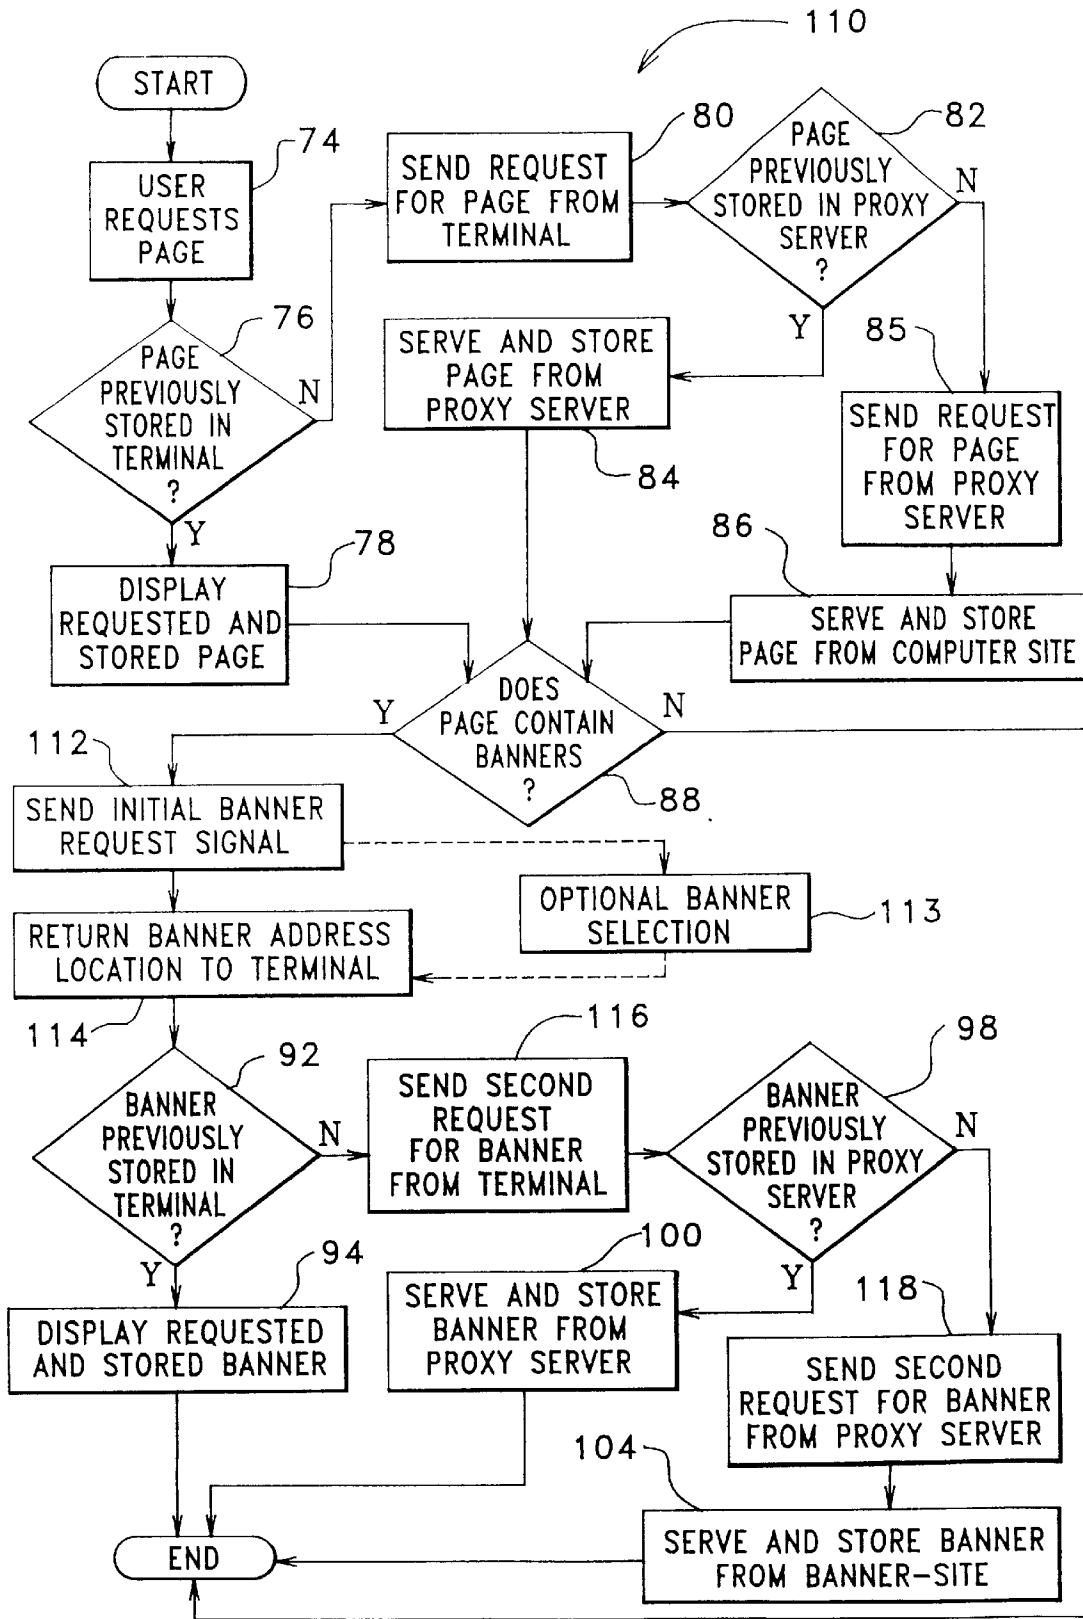 110
START
74
USER
REQUESTS
PAGE
80
SEND REQUEST
FOR PAGE FROM
TERMINAL
82
PAGE
PREVIOUSLY
STORED IN PROXY
SERVER
?
N
Y
76
PAGE
PREVIOUSLY
STORED IN
TERMINAL
?
N
Y
SERVE AND STORE
PAGE FROM
PROXY SERVER
84
85
SEND REQUEST
FOR PAGE
FROM PROXY
SERVER
78
DISPLAY
REQUESTED AND
STORED PAGE
86
SERVE AND STORE
PAGE FROM COMPUTER SITE
DOES
PAGE CONTAIN
BANNERS
?
Y
N
88
112
SEND INITIAL BANNER
REQUEST SIGNAL
OPTIONAL BANNER
SELECTION
113
RETURN BANNER ADDRESS
LOCATION TO TERMINAL
114
92
BANNER
PREVIOUSLY
STORED IN
TERMINAL
?
N
Y
116
SEND SECOND
REQUEST
FOR BANNER
FROM TERMINAL
98
BANNER
PREVIOUSLY
STORED IN PROXY
SERVER
?
N
Y
94
DISPLAY REQUESTED
AND STORED BANNER
100
SERVE AND STORE
BANNER FROM
PROXY SERVER
118
SEND SECOND
REQUEST FOR BANNER
FROM PROXY SERVER
104
SERVE AND STORE BANNER
FROM BANNER-SITE
END